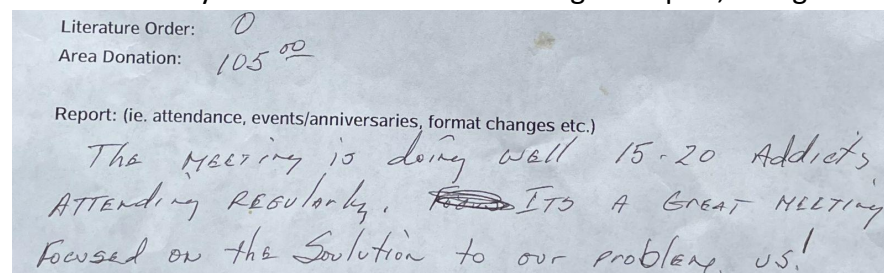 Literature Order: 0
Area Donation: 105 00
Report: (ie. attendance, events/anniversaries, format changes etc.)
The MEETing is doing well 15-20 Addicts
ATTEnding REGUlarly. ITS A GREAT MEETing
Focused on the Soulution to our problem, us!